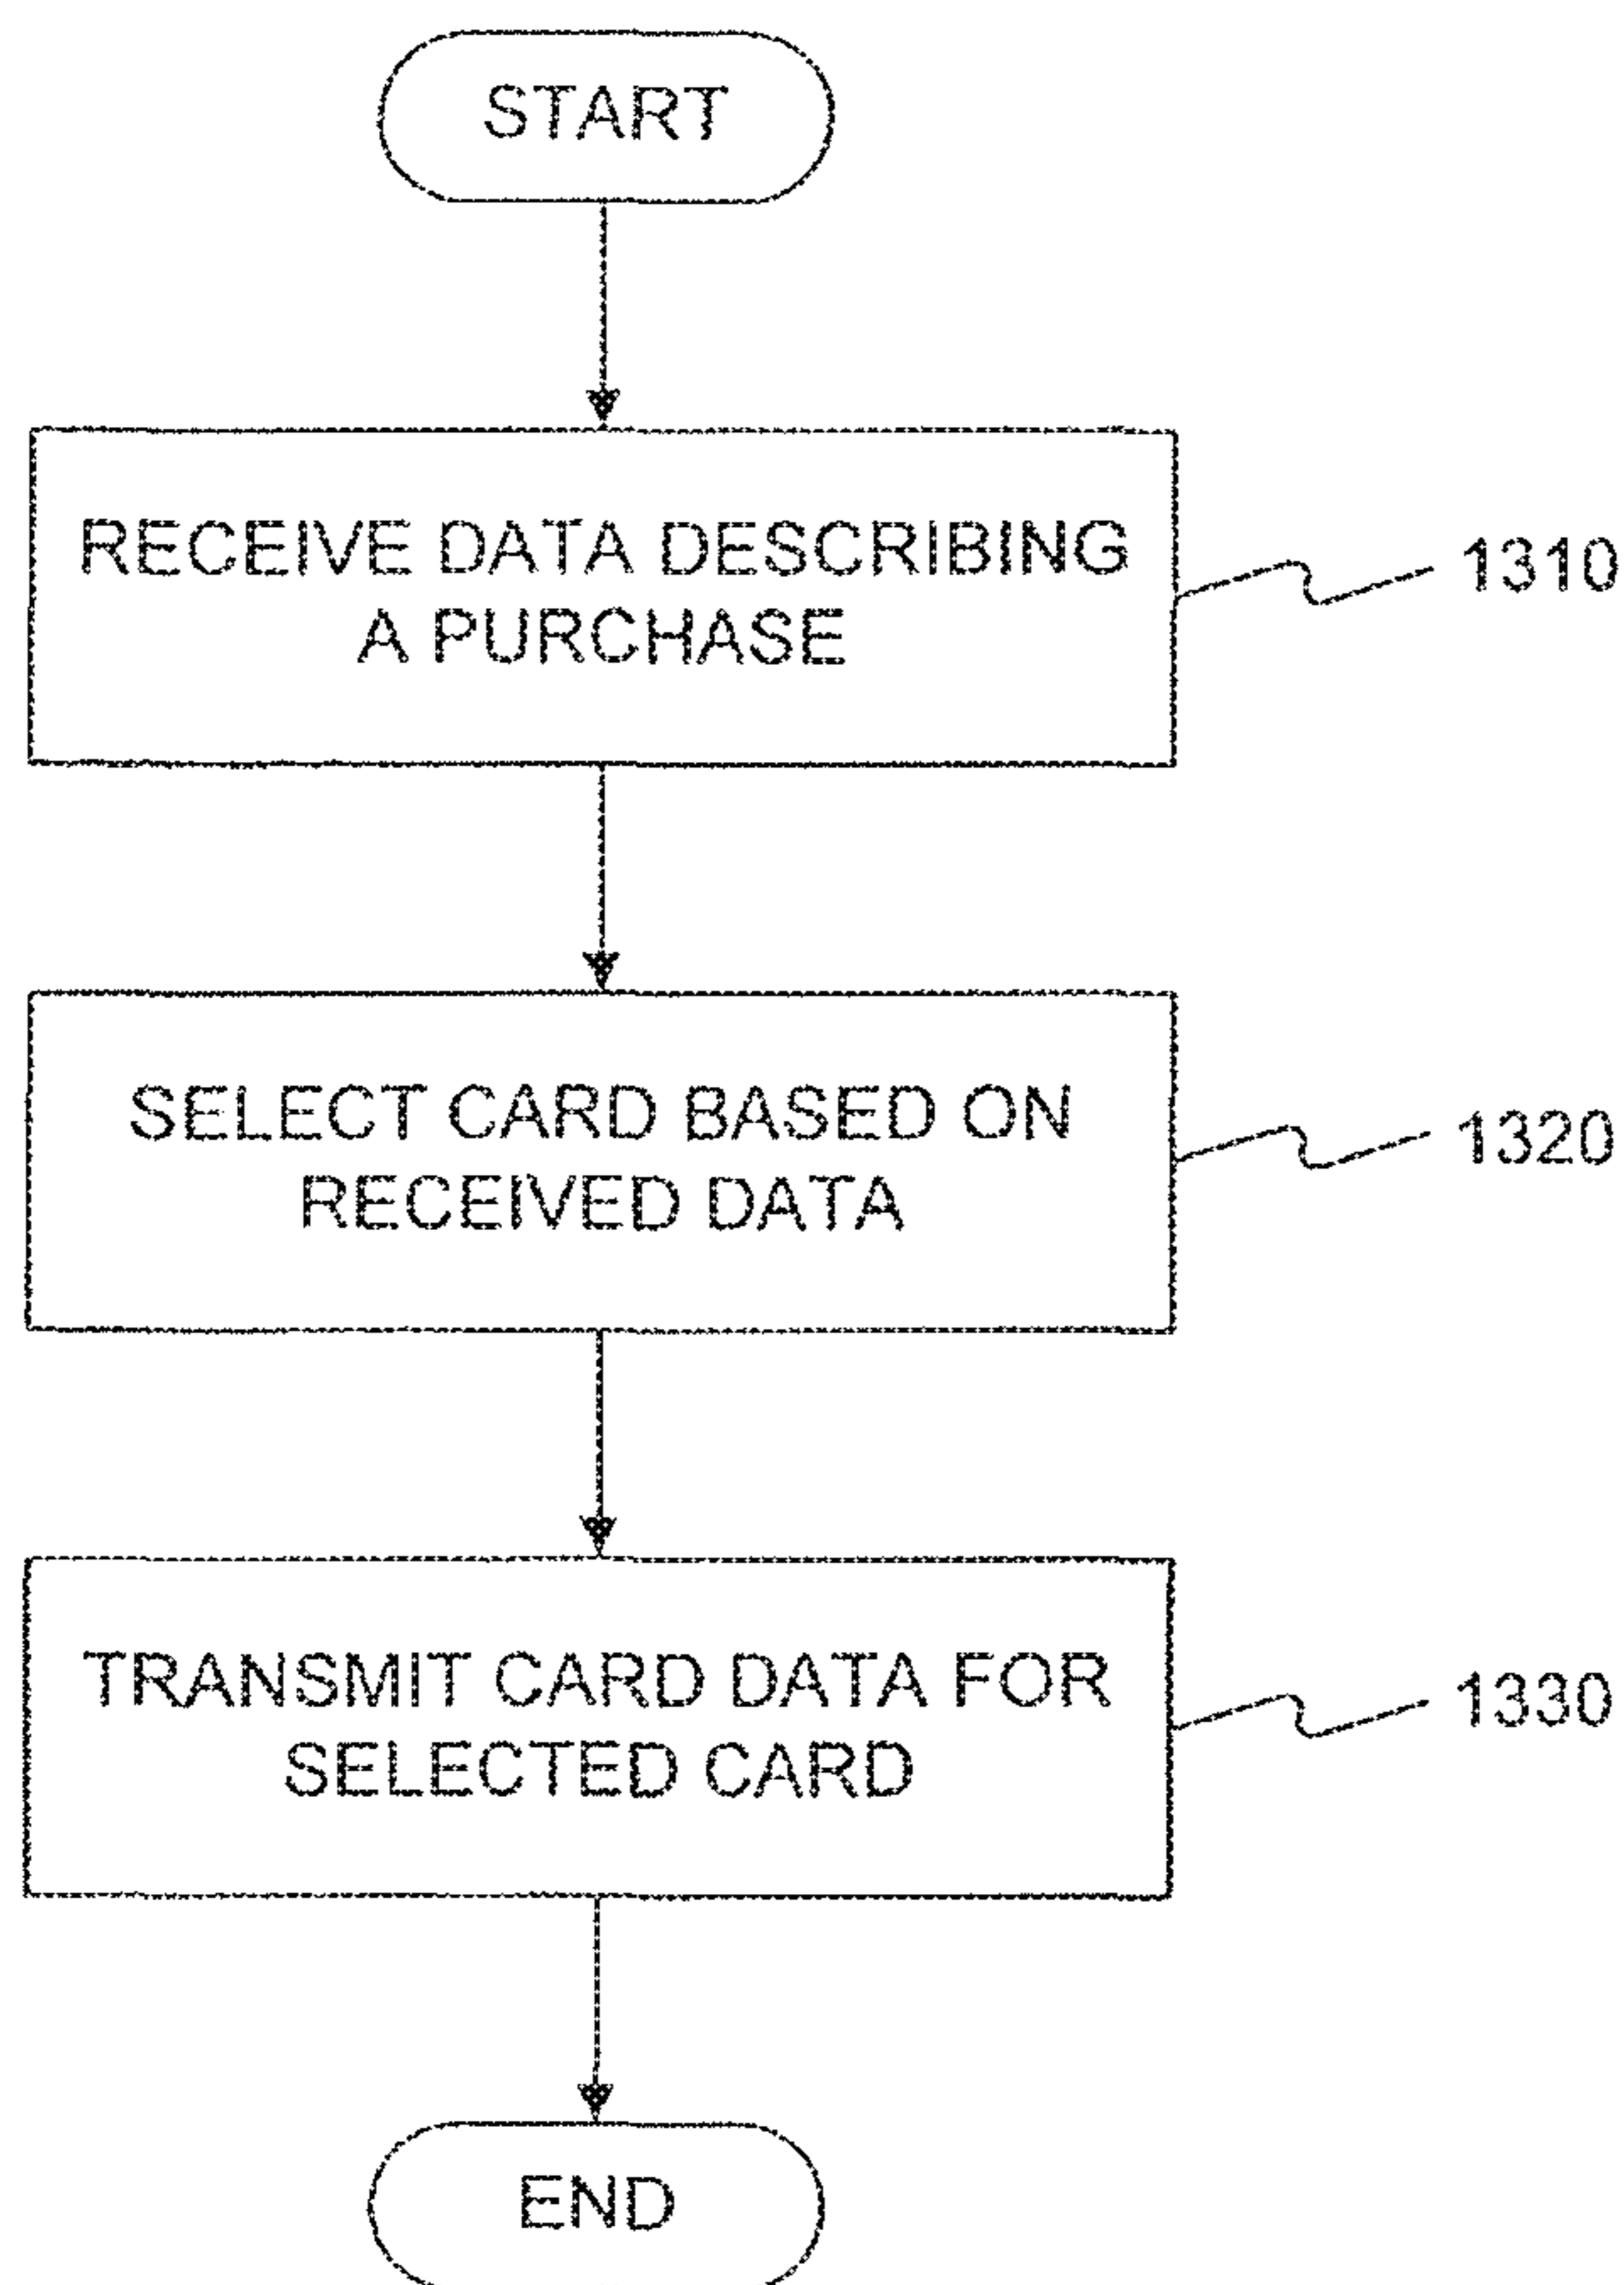 START
RECEIVE DATA DESCRIBING
A PURCHASE
1310
SELECT CARD BASED ON
RECEIVED DATA
1320
TRANSMIT CARD DATA FOR
SELECTED CARD
1330
END